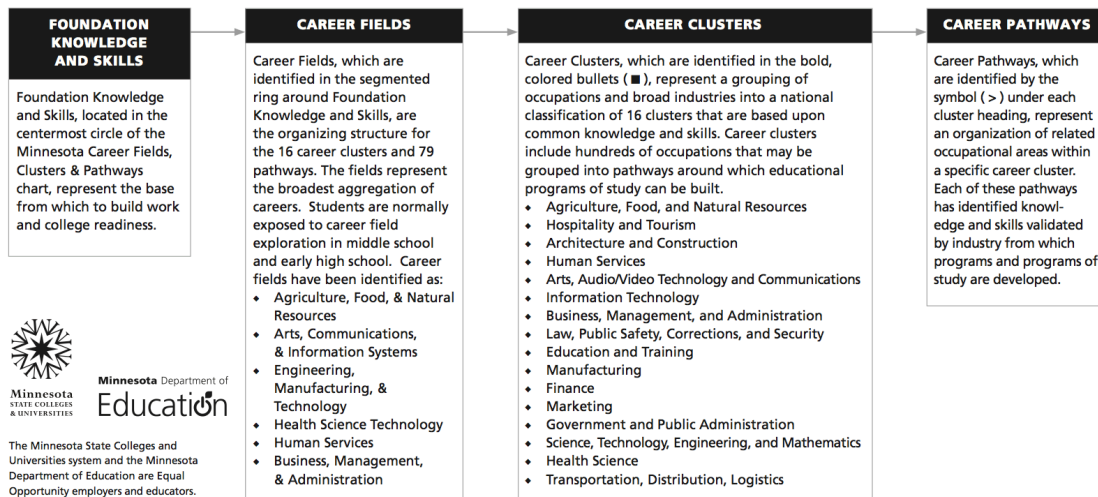 FOUNDATION
KNOWLEDGE
AND SKILLS
Foundation Knowledge
and Skills, located in the
centermost circle of the
Minnesota Career Fields,
Clusters & Pathways
chart, represent the base
from which to build work
and college readiness.
CAREER FIELDS
Career Fields, which are
identified in the segmented
ring around Foundation
Knowledge and Skills, are
the organizing structure for
the 16 career clusters and 79
pathways. The fields represent
the broadest aggregation of
careers. Students are normally
exposed to career field
exploration in middle school
and early high school. Career
fields have been identified as:
◆ Agriculture, Food, & Natural
Resources
◆ Arts, Communications,
& Information Systems
◆ Engineering,
Manufacturing, &
Technology
◆ Health Science Technology
◆ Human Services
◆ Business, Management,
& Administration
CAREER CLUSTERS
Career Clusters, which are identified in the bold,
colored bullets ( ■ ), represent a grouping of
occupations and broad industries into a national
classification of 16 clusters that are based upon
common knowledge and skills. Career clusters
include hundreds of occupations that may be
grouped into pathways around which educational
programs of study can be built.
◆ Agriculture, Food, and Natural Resources
◆ Hospitality and Tourism
◆ Architecture and Construction
◆ Human Services
◆ Arts, Audio/Video Technology and Communications
◆ Information Technology
◆ Business, Management, and Administration
◆ Law, Public Safety, Corrections, and Security
◆ Education and Training
◆ Manufacturing
◆ Finance
◆ Marketing
◆ Government and Public Administration
◆ Science, Technology, Engineering, and Mathematics
◆ Health Science
◆ Transportation, Distribution, Logistics
CAREER PATHWAYS
Career Pathways, which
are identified by the
symbol ( > ) under each
cluster heading, represent
an organization of related
occupational areas within
a specific career cluster.
Each of these pathways
has identified knowl-
edge and skills validated
by industry from which
programs and programs of
study are developed.
Minnesota
STATE COLLEGES
& UNIVERSITIES
Minnesota Department of
Education
The Minnesota State Colleges and
Universities system and the Minnesota
Department of Education are Equal
Opportunity employers and educators.